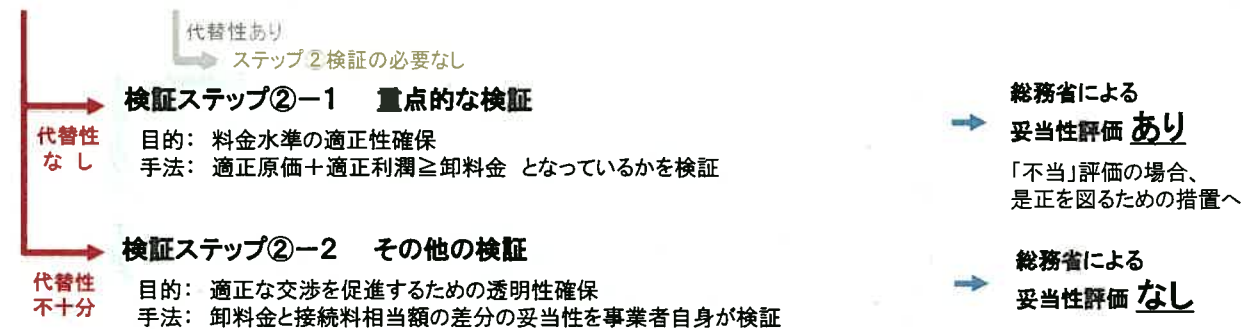 代替性あり
ステップ②検証の必要なし
検証ステップ②－1 重点的な検証
代替性
なし
目的： 料金水準の適正性確保
手法： 適正原価＋適正利潤≧卸料金 となっているかを検証
総務省による
妥当性評価 あり
「不当」評価の場合、
是正を図るための措置へ
検証ステップ②－2 その他の検証
代替性
不十分
目的： 適正な交渉を促進するための透明性確保
手法： 卸料金と接続料相当額の差分の妥当性を事業者自身が検証
総務省による
妥当性評価 なし